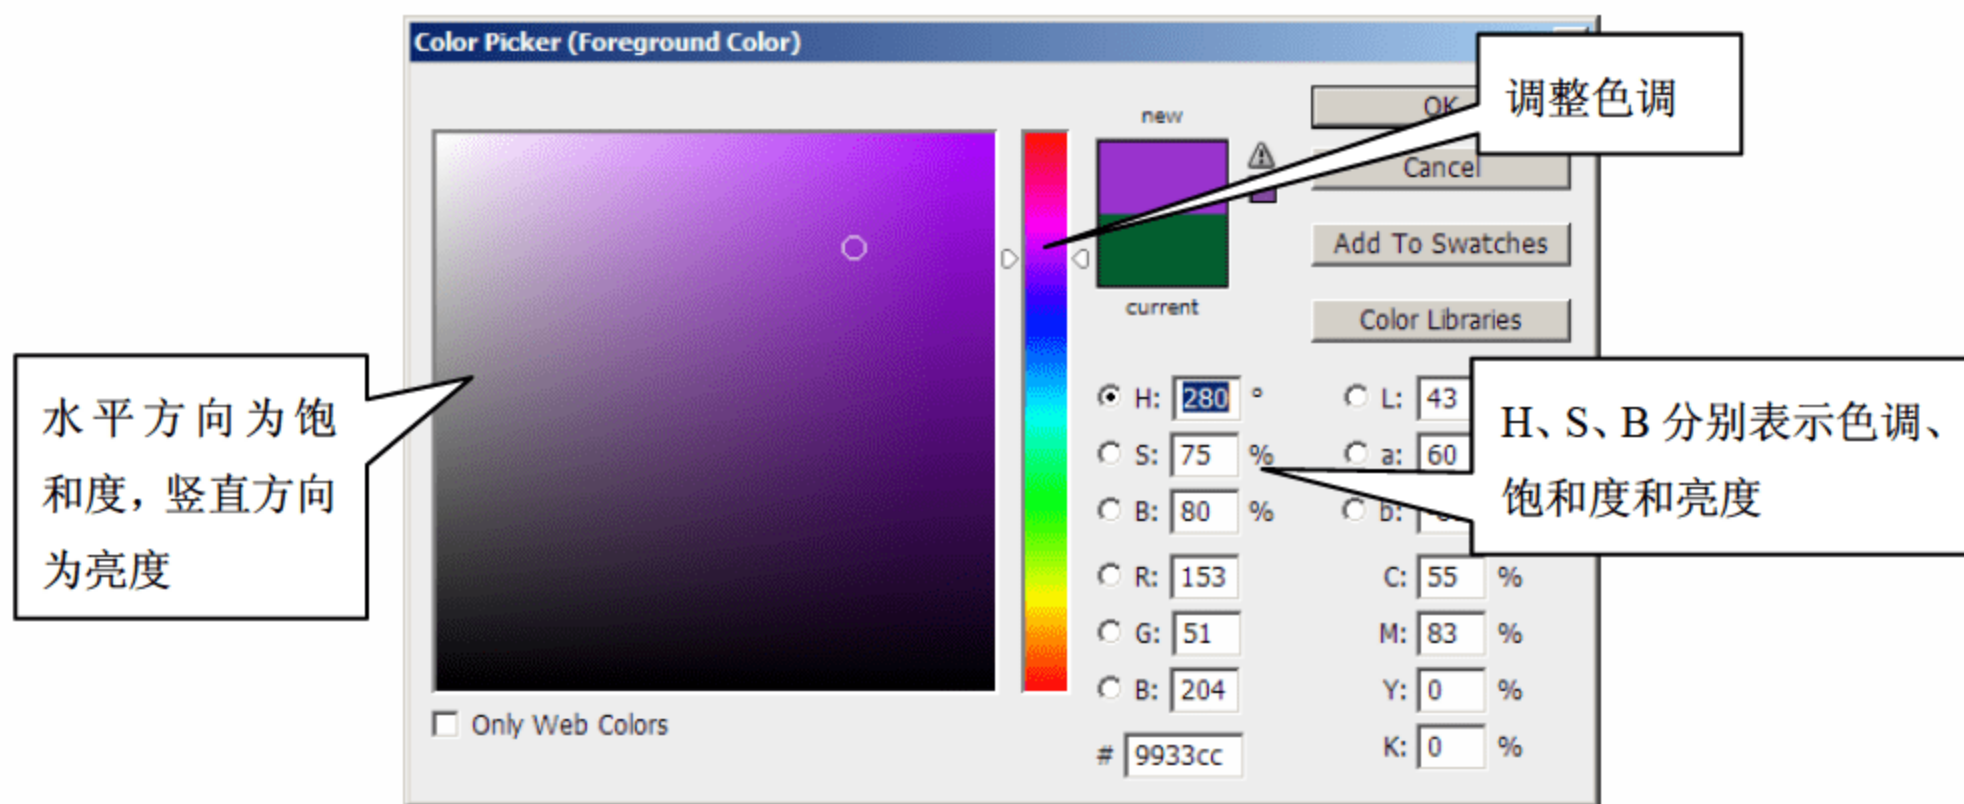 Color Picker (Foreground Color)
调整色调
new
OK
Cancel
Add To Swatches
current
Color Libraries
水平方向为饱
和度，竖直方向
为亮度
H: 280 °
L: 43
S: 75 %
a: 60
H、S、B 分别表示色调、
饱和度和亮度
B: 80 %
b:
R: 153
C: 55 %
G: 51
M: 83 %
B: 204
Y: 0 %
Only Web Colors
# 9933cc
K: 0 %